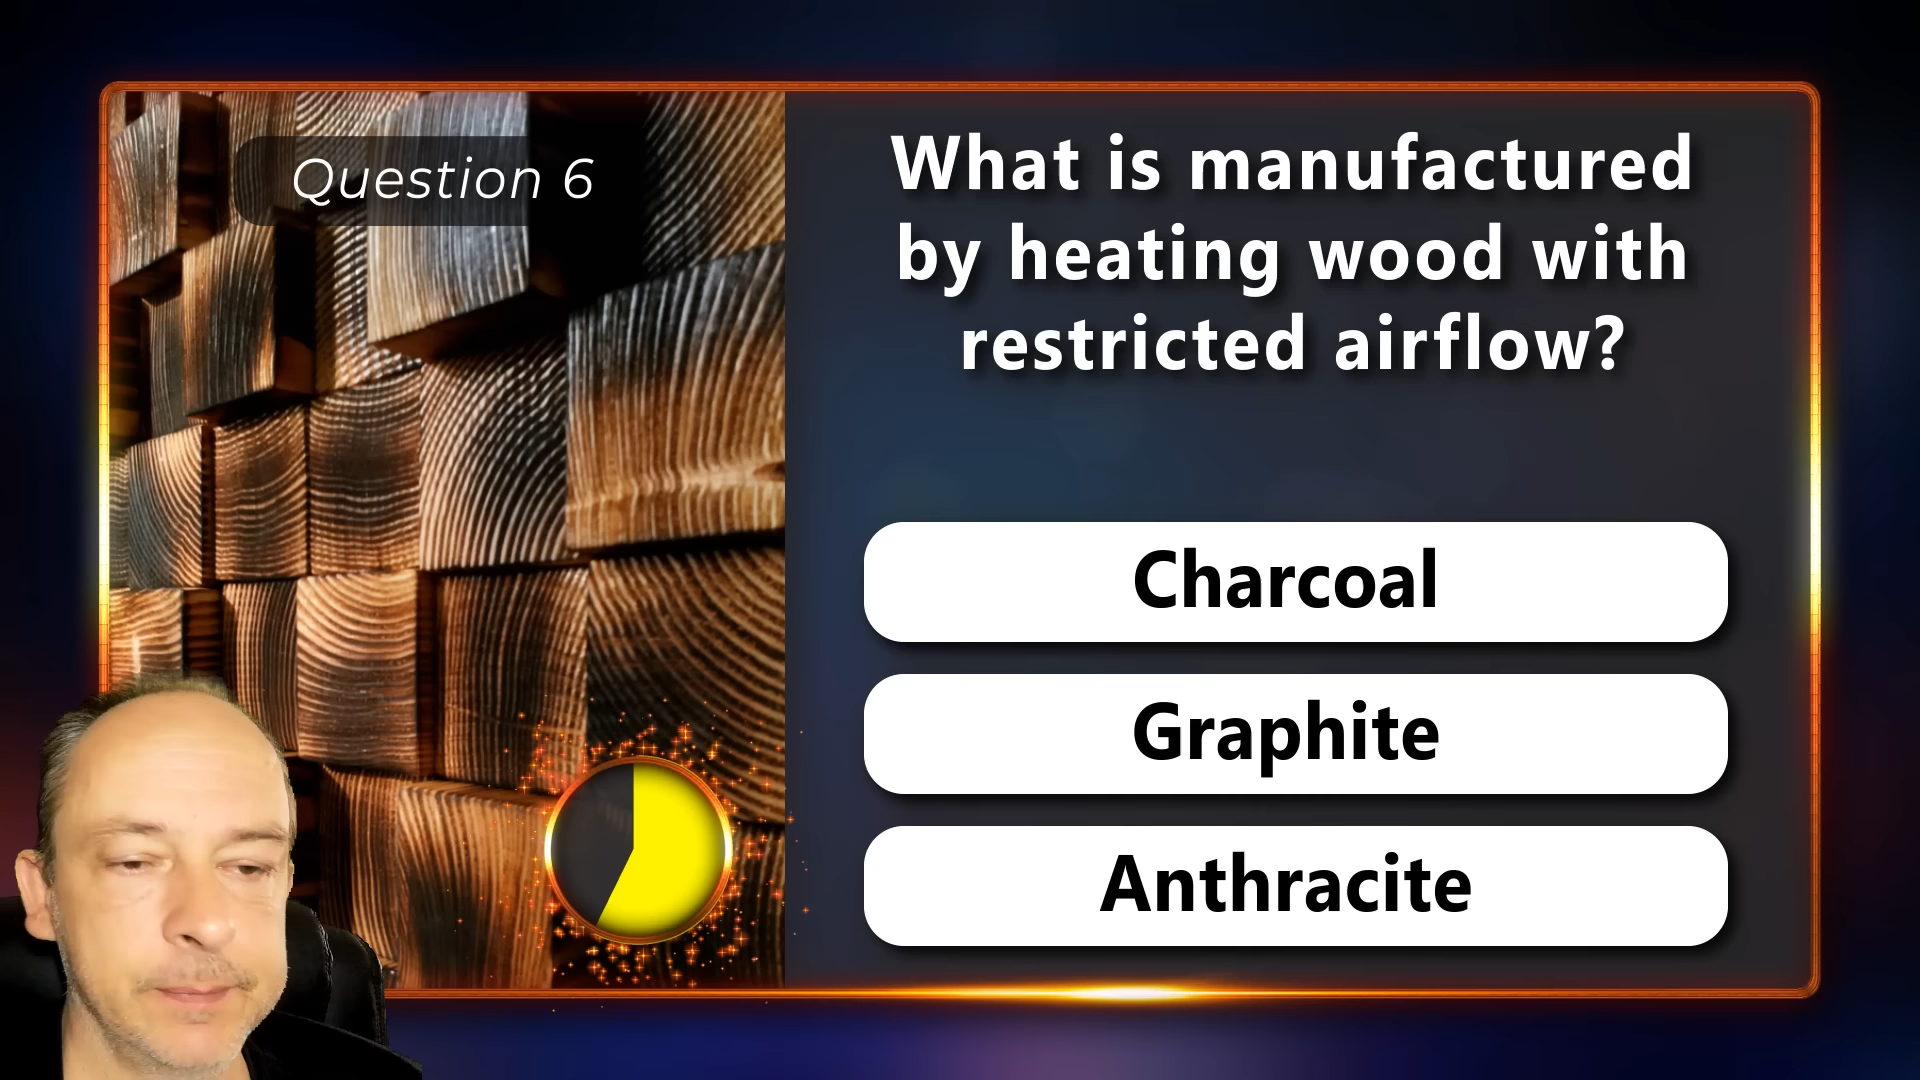 Question 6
What is manufactured
by heating wood with
restricted airflow?
Charcoal
Graphite
Anthracite